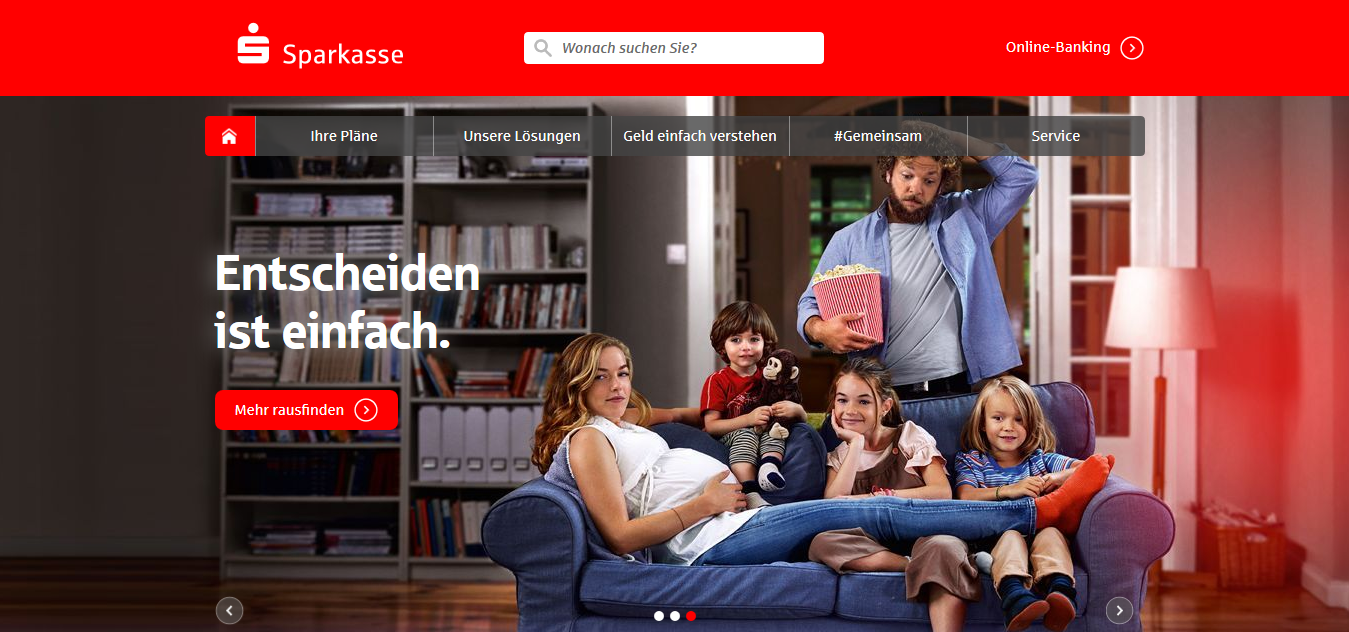 Sparkasse
Wonach suchen Sie?
Online-Banking
Ihre Pläne
Unsere Lösungen
Geld einfach verstehen
#Gemeinsam
Service
Entscheiden
ist einfach.
Mehr rausfinden